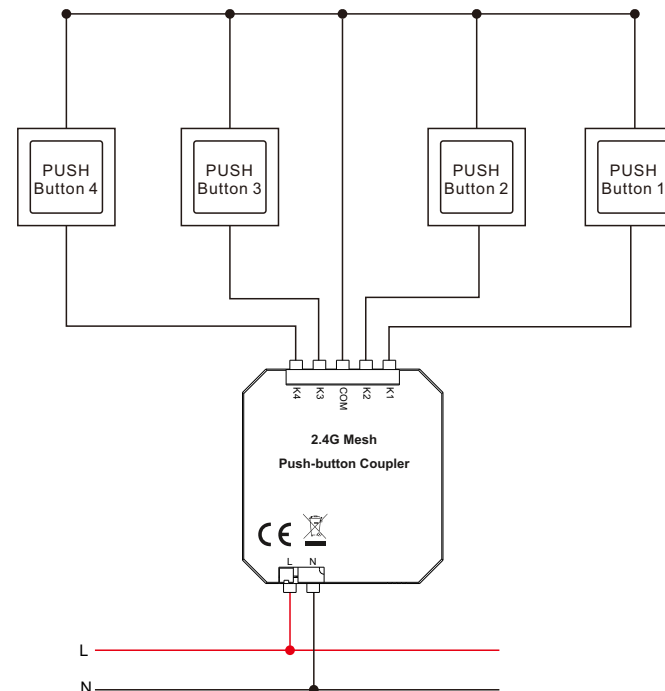 PUSH
Button 4
PUSH
Button 3
PUSH
Button 2
PUSH
Button 1
K4
K3
COM
K2
K1
2.4G Mesh
Push-button Coupler
CE
L N
L
N